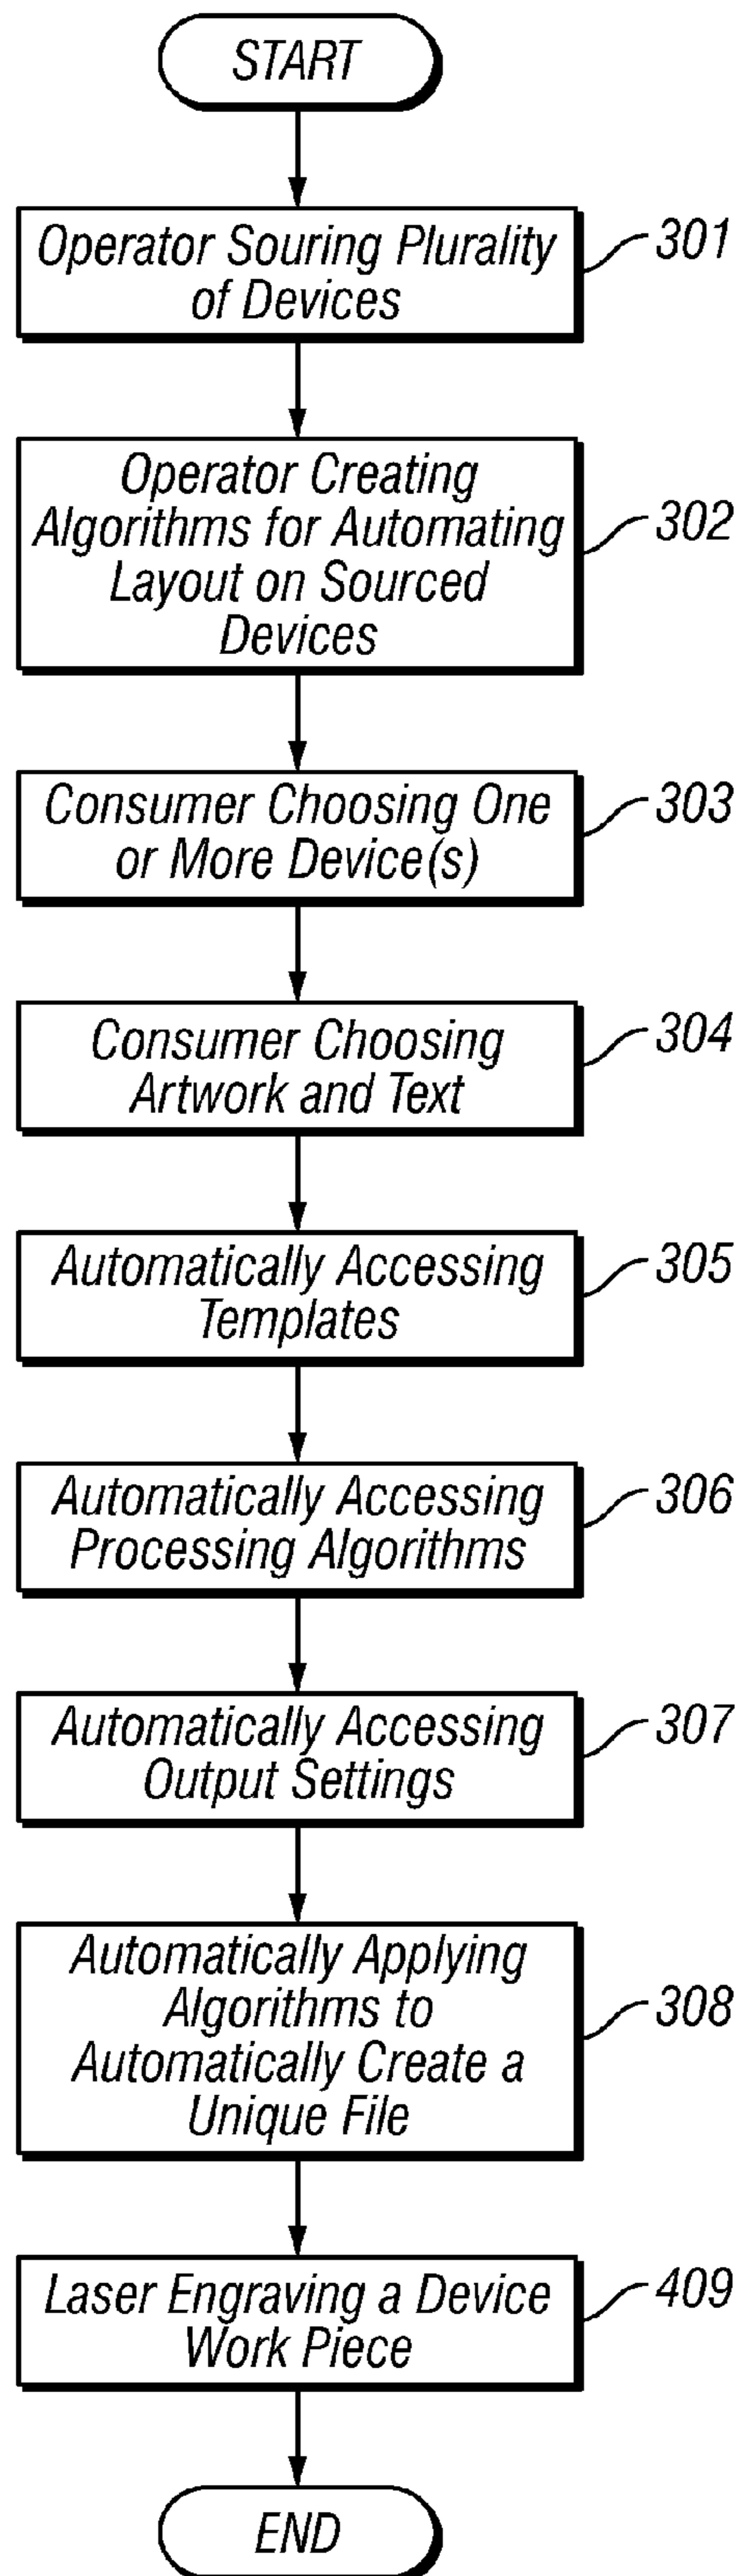 START
Operator Souring Plurality
of Devices
301
Operator Creating
Algorithms for Automating
Layout on Sourced
Devices
302
Consumer Choosing One
or More Device(s)
303
Consumer Choosing
Artwork and Text
304
Automatically Accessing
Templates
305
Automatically Accessing
Processing Algorithms
306
Automatically Accessing
Output Settings
307
Automatically Applying
Algorithms to
Automatically Create a
Unique File
308
Laser Engraving a Device
Work Piece
409
END